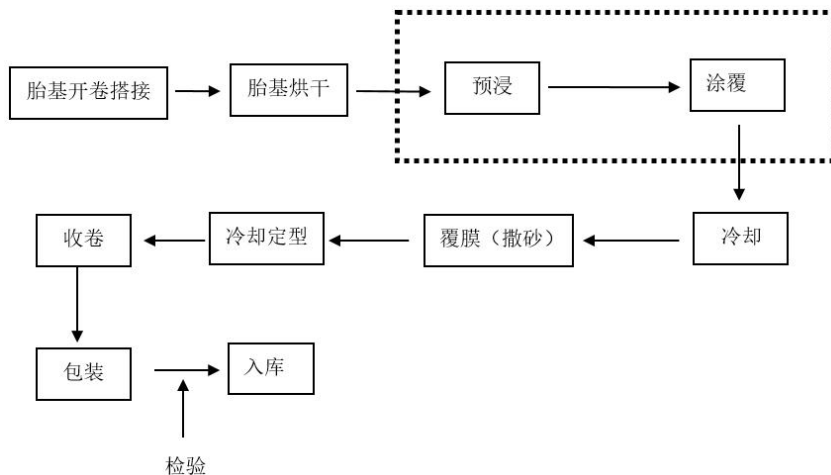 胎基开卷搭接
胎基烘干
预浸
涂覆
冷却
覆膜（撒砂）
冷却定型
收卷
包装
入库
检验